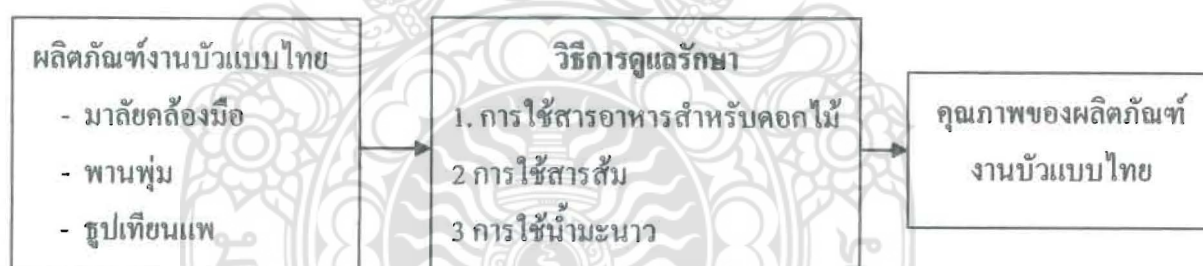 ผลิตภัณฑ์งานบัวแบบไทย
- มาลัยคล้องมือ
- พานพุ่ม
- ธูปเทียนแพ
วิธีการดูแลรักษา
1. การใช้สารอาหารสำหรับดอกไม้
2 การใช้สารส้ม
3 การใช้น้ำมะนาว
คุณภาพของผลิตภัณฑ์
งานบัวแบบไทย